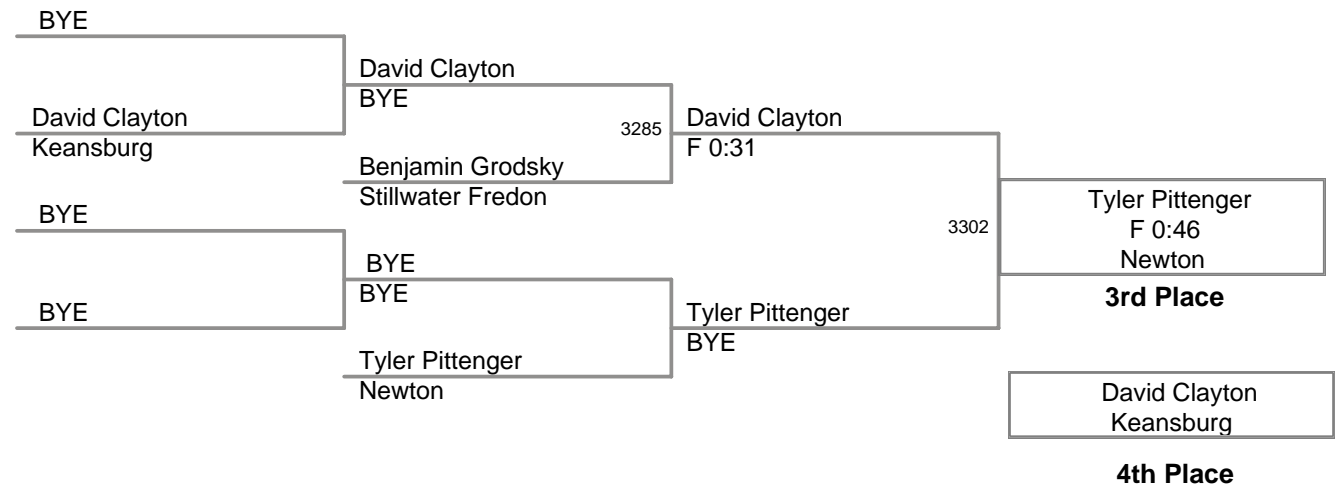 BYE
David Clayton
BYE
David Clayton
Keansburg
3285
David Clayton
F 0:31
Benjamin Grodsky
Stillwater Fredon
BYE
3302
Tyler Pittenger
F 0:46
Newton
3rd Place
BYE
BYE
BYE
Tyler Pittenger
BYE
Tyler Pittenger
Newton
David Clayton
Keansburg
4th Place